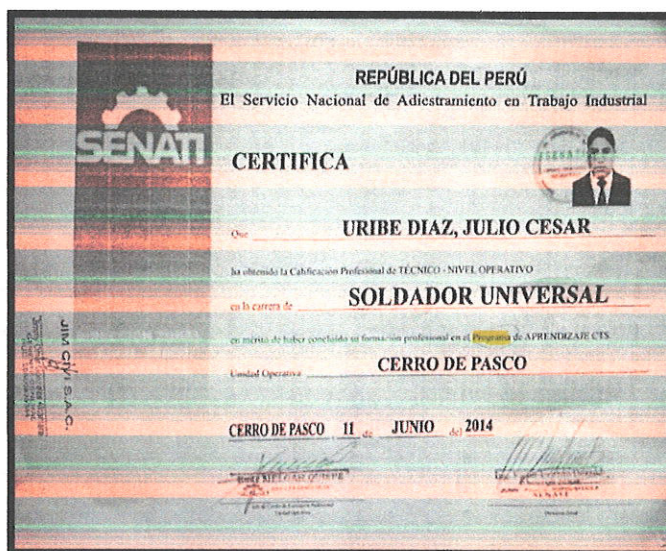 REPÚBLICA DEL PERÚ
El Servicio Nacional de Adiestramiento en Trabajo Industrial
SENATI
CERTIFICA
Que URIBE DIAZ, JULIO CESAR
ha obtenido la Calificación Profesional de TÉCNICO - NIVEL OPERATIVO
en la carrera de SOLDADOR UNIVERSAL
en mérito de haber concluido su formación profesional en el Programa de APRENDIZAJE CTS
Unidad Operativa CERRO DE PASCO
CERRO DE PASCO 11 de JUNIO del 2014
SENATI
JIM CIVI S.A.C.